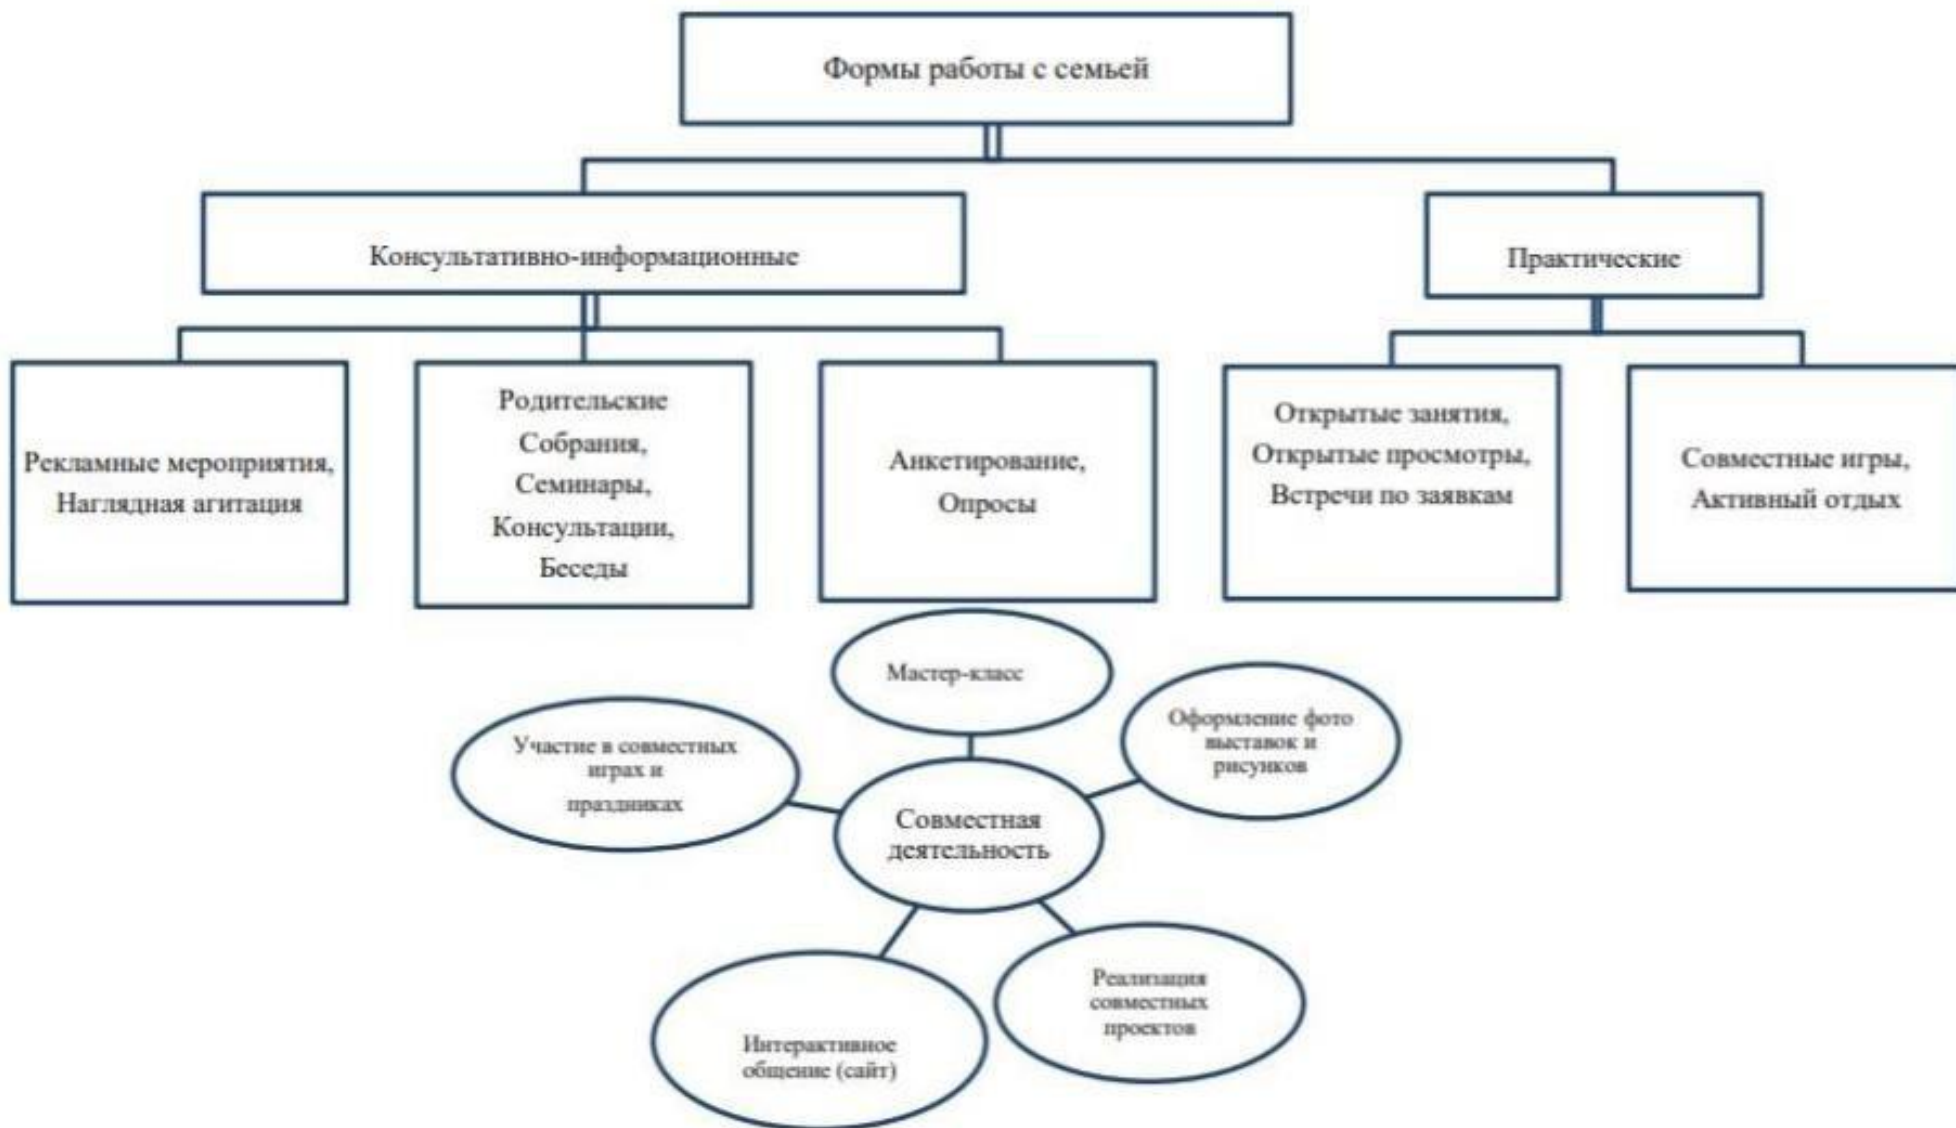 Формы работы с семьей
Консультативно-информационные
Практические
Рекламные мероприятия,
Наглядная агитация
Родительские
Собрания,
Семинары,
Консультации,
Беседы
Анкетирование,
Опросы
Открытые занятия,
Открытые просмотры,
Встречи по заявкам
Совместные игры,
Активный отдых
Мастер-класс
Участие в совместных
играх и
праздниках
Оформление фото
выставок и
рисунков
Совместная
деятельность
Интерактивное
общение (сайт)
Реализация
совместных
проектов